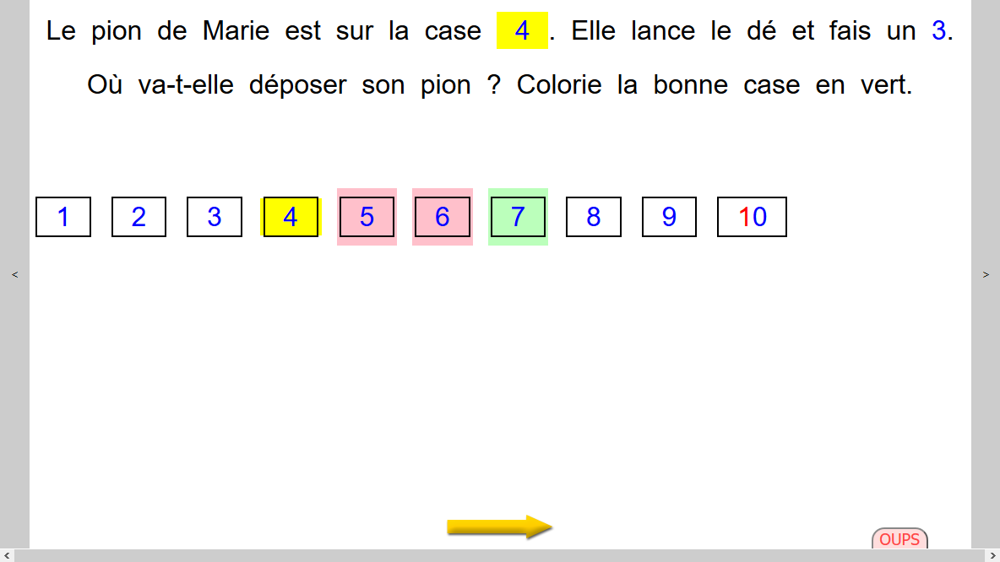 Le pion de Marie est sur la case 4. Elle lance le dé et fais un 3.
Où va-t-elle déposer son pion ? Colorie la bonne case en vert.
1 2 3 4 5 6 7 8 9 10
< >
OUPS
< >